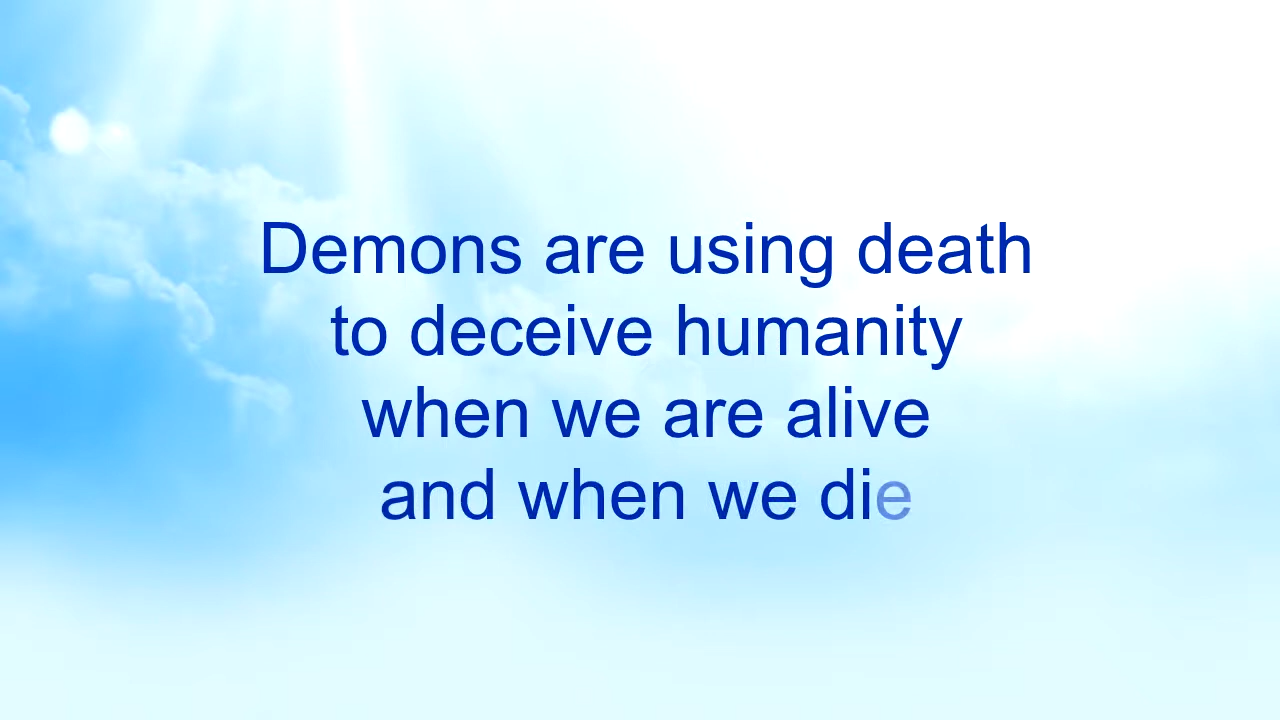 Demons are using death
to deceive humanity
when we are alive
and when we die